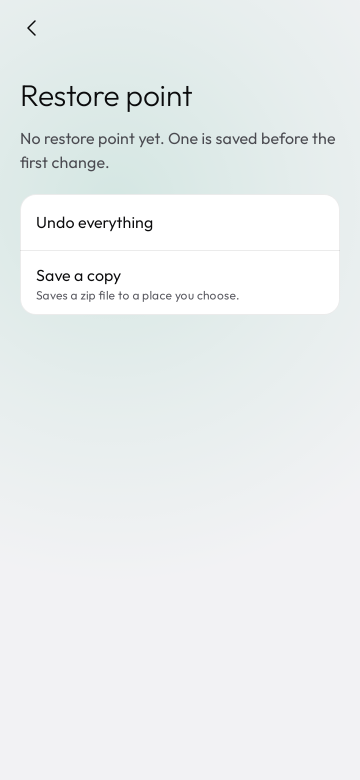 Restore point
No restore point yet. One is saved before the
first change.
Undo everything
Save a copy
Saves a zip file to a place you choose.